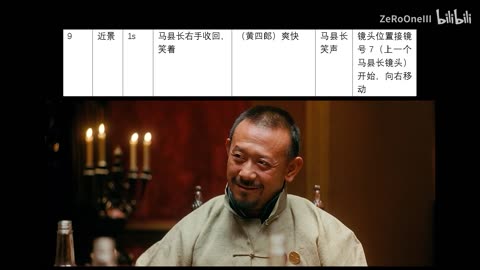 ZeRoOneIII bilibili
9 近景 1s 马县长右手收回, （黄四郎）爽快 马县长 镜头位置接镜
笑着 笑声 号 7（上一个
马县长镜头）
开始，向右移
动